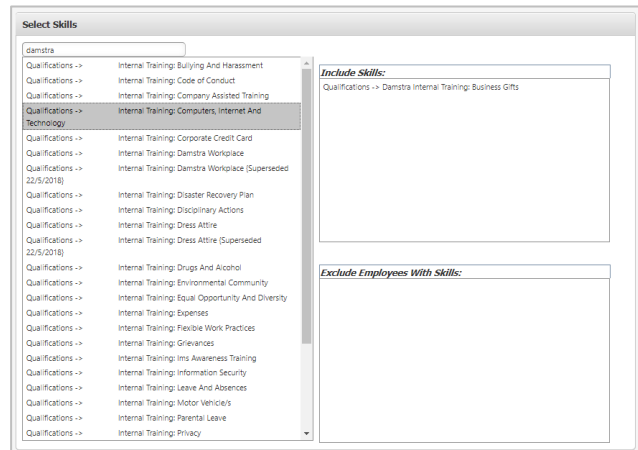 Select Skills
damstra
Qualifications -> Internal Training: Bullying And Harassment
Qualifications -> Internal Training: Code of Conduct
Qualifications -> Internal Training: Company Assisted Training
Qualifications -> Internal Training: Computers, Internet And
Technology
Qualifications -> Internal Training: Corporate Credit Card
Qualifications -> Internal Training: Damstra Workplace
Qualifications -> Internal Training: Damstra Workplace (Superseded
22/5/2018)
Qualifications -> Internal Training: Disaster Recovery Plan
Qualifications -> Internal Training: Disciplinary Actions
Qualifications -> Internal Training: Dress Attire
Qualifications -> Internal Training: Dress Attire (Superseded
22/5/2018)
Qualifications -> Internal Training: Drugs And Alcohol
Qualifications -> Internal Training: Environmental Community
Qualifications -> Internal Training: Equal Opportunity And Diversity
Qualifications -> Internal Training: Expenses
Qualifications -> Internal Training: Flexible Work Practices
Qualifications -> Internal Training: Grievances
Qualifications -> Internal Training: Ims Awareness Training
Qualifications -> Internal Training: Information Security
Qualifications -> Internal Training: Leave And Absences
Qualifications -> Internal Training: Motor Vehicle/s
Qualifications -> Internal Training: Parental Leave
Qualifications -> Internal Training: Privacy
Include Skills:
Qualifications -> Damstra Internal Training: Business Gifts
Exclude Employees With Skills: